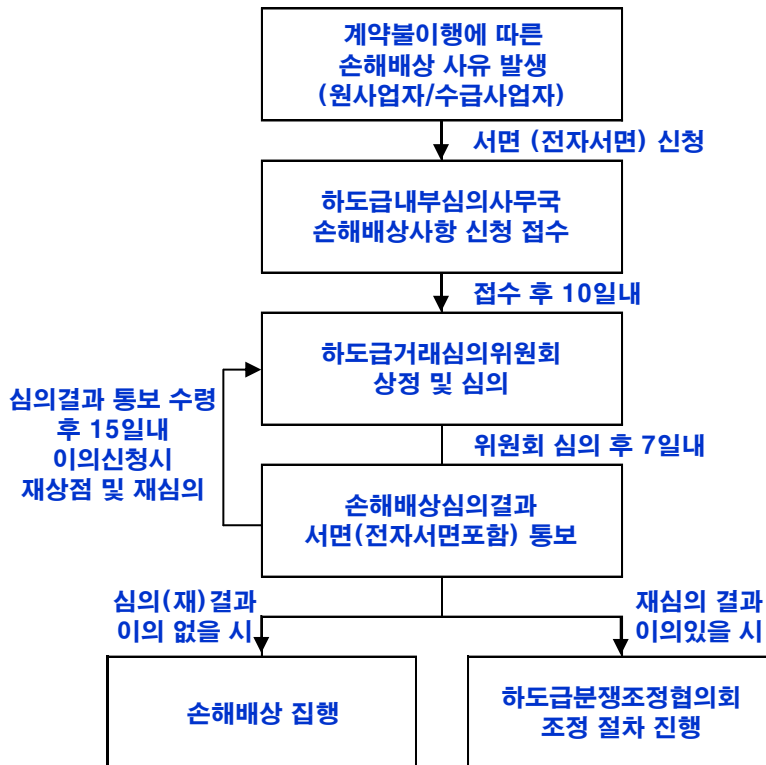 계약불이행에 따른
손해배상 사유 발생
(원사업자/수급사업자)
서면 (전자서면) 신청
하도급내부심의사무국
손해배상사항 신청 접수
접수 후 10일내
하도급거래심의위원회
상정 및 심의
심의결과 통보 수령
후 15일내
이의신청시
재상점 및 재심의
위원회 심의 후 7일내
손해배상심의결과
서면(전자서면포함) 통보
심의(재)결과
이의 없을 시
재심의 결과
이의있을 시
손해배상 집행
하도급분쟁조정협의회
조정 절차 진행